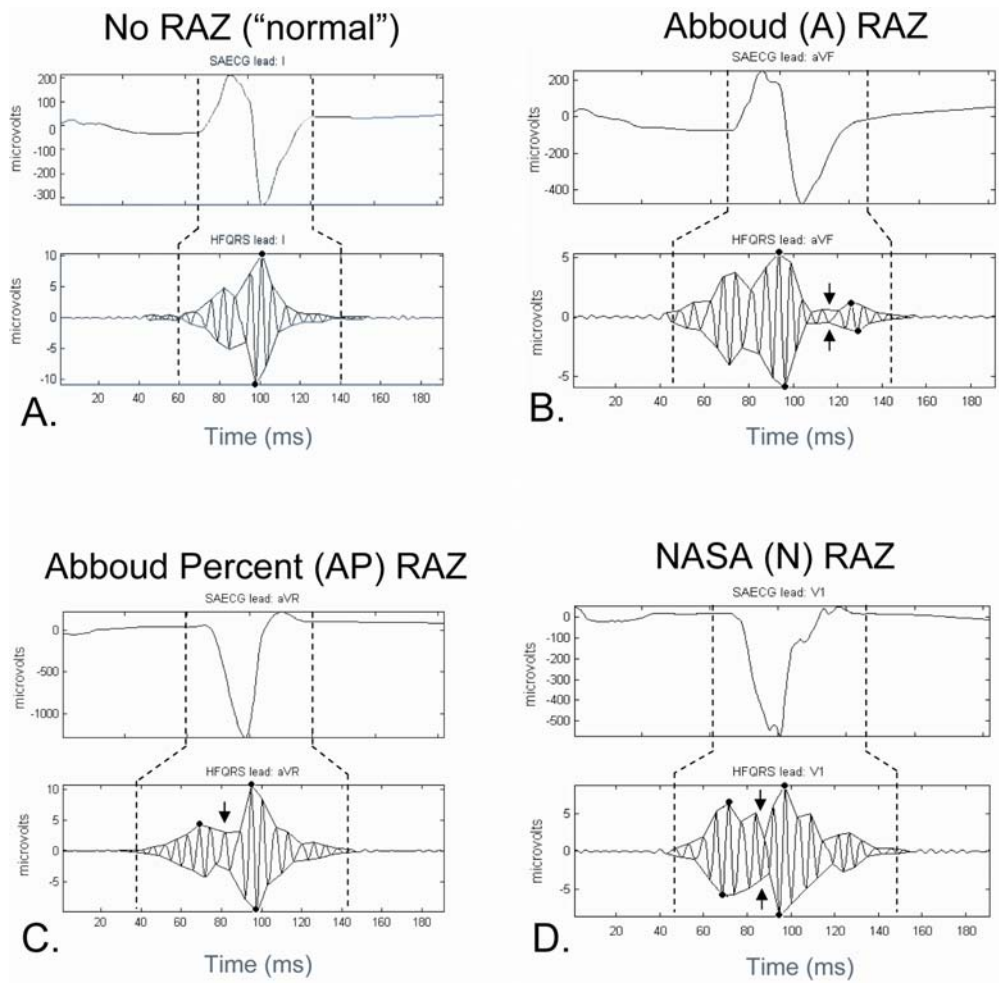 No RAZ (“normal”)
SAECG lead: I
200
100
0
-100
-200
-300
microvolts
HFQRS lead: I
10
5
0
-5
-10
microvolts
20 40 60 80 100 120 140 160 180
A.
Time (ms)
Abboud (A) RAZ
SAECG lead: aVF
200
0
-200
-400
microvolts
HFQRS lead: aVF
5
0
-5
microvolts
20 40 60 80 100 120 140 160 180
B.
Time (ms)
Abboud Percent (AP) RAZ
SAECG lead: aVR
0
-500
-1000
microvolts
HFQRS lead: aVR
10
5
0
-5
microvolts
20 40 60 80 100 120 140 160 180
C.
Time (ms)
NASA (N) RAZ
SAECG lead: V1
0
-100
-200
-300
-400
-500
microvolts
HFQRS lead: V1
5
0
-5
microvolts
20 40 60 80 100 120 140 160 180
D.
Time (ms)